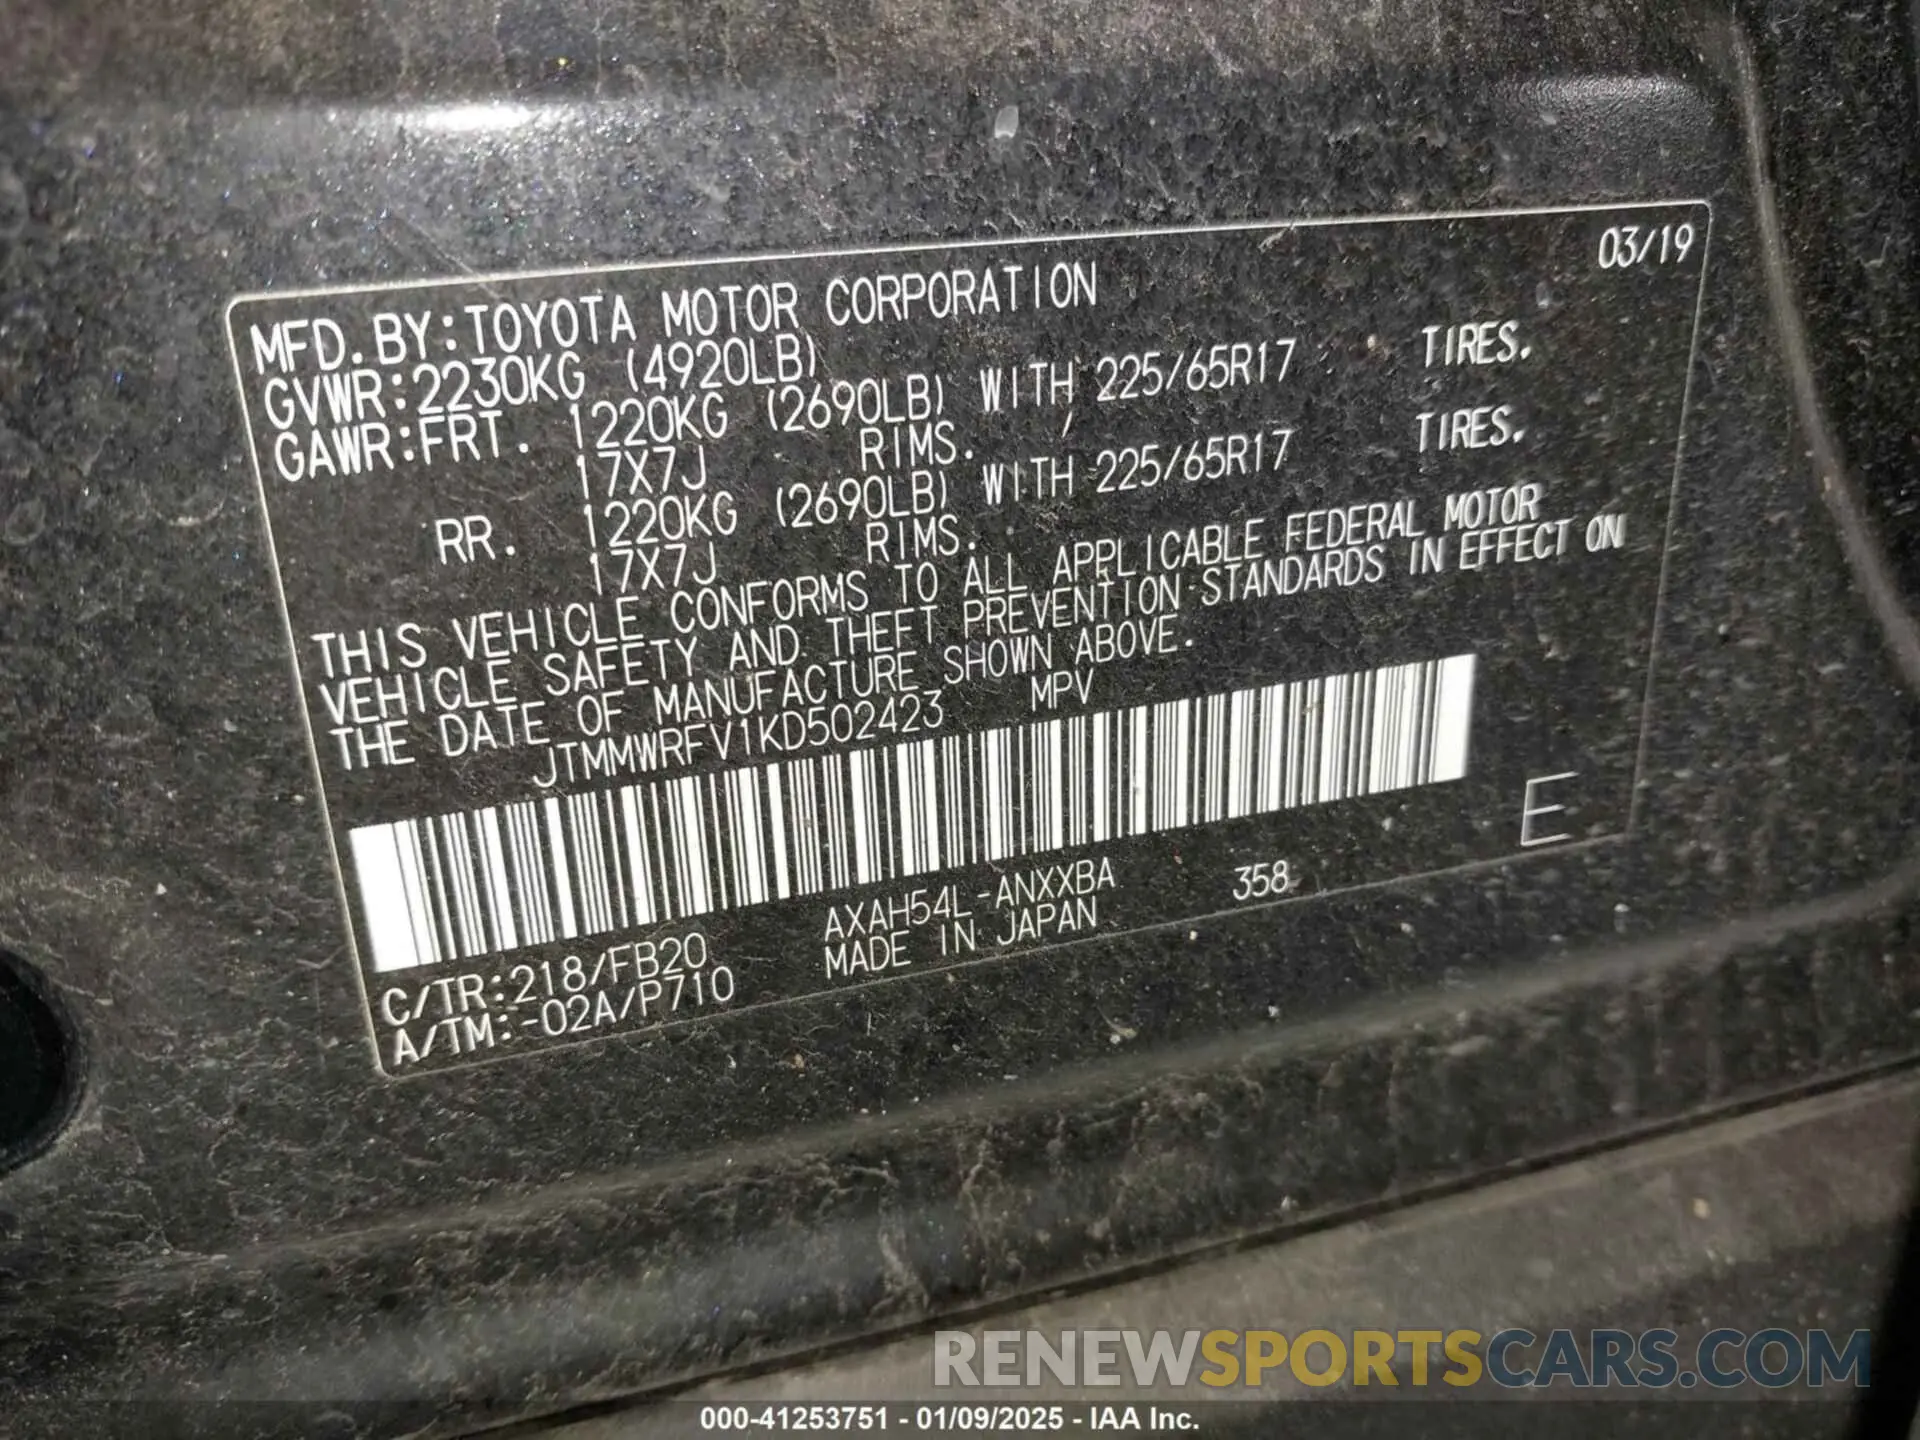 03/19
MFD.BY:TOYOTA MOTOR CORPORATION
GVWR:2230KG (4920LB)
GAWR:FRT. 1220KG (2690LB) WITH 225/65R17 TIRES.
17X7J RIMS.
RR. 1220KG (2690LB) WITH 225/65R17 TIRES.
17X7J RIMS.
THIS VEHICLE CONFORMS TO ALL APPLICABLE FEDERAL MOTOR
VEHICLE SAFETY AND THEFT PREVENTION STANDARDS IN EFFECT ON
THE DATE OF MANUFACTURE SHOWN ABOVE.
JTMMWRFV1KD502423 MPV
E
C/TR:218/FB20 AXAH54L-ANXXBA 358
A/TM:-02A/P710 MADE IN JAPAN
RENEWSPORTSCARS.COM
000-41253751 - 01/09/2025 - IAA Inc.